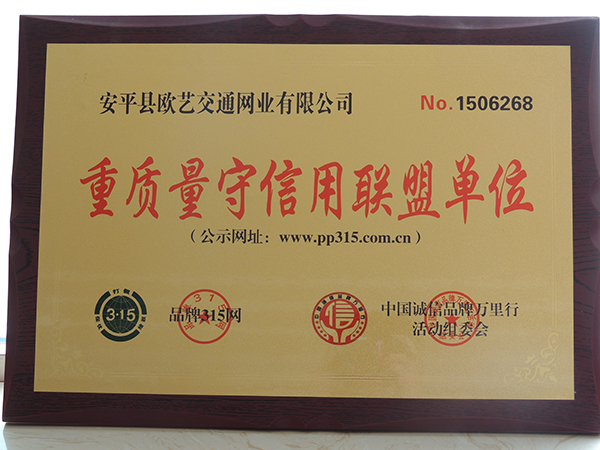 安平县欧艺交通网业有限公司
No.1506268
重质量守信用联盟单位
（公示网址：www.pp315.com.cn）
3·15
品牌315网
信
中国诚信品牌万里行
活动组委会